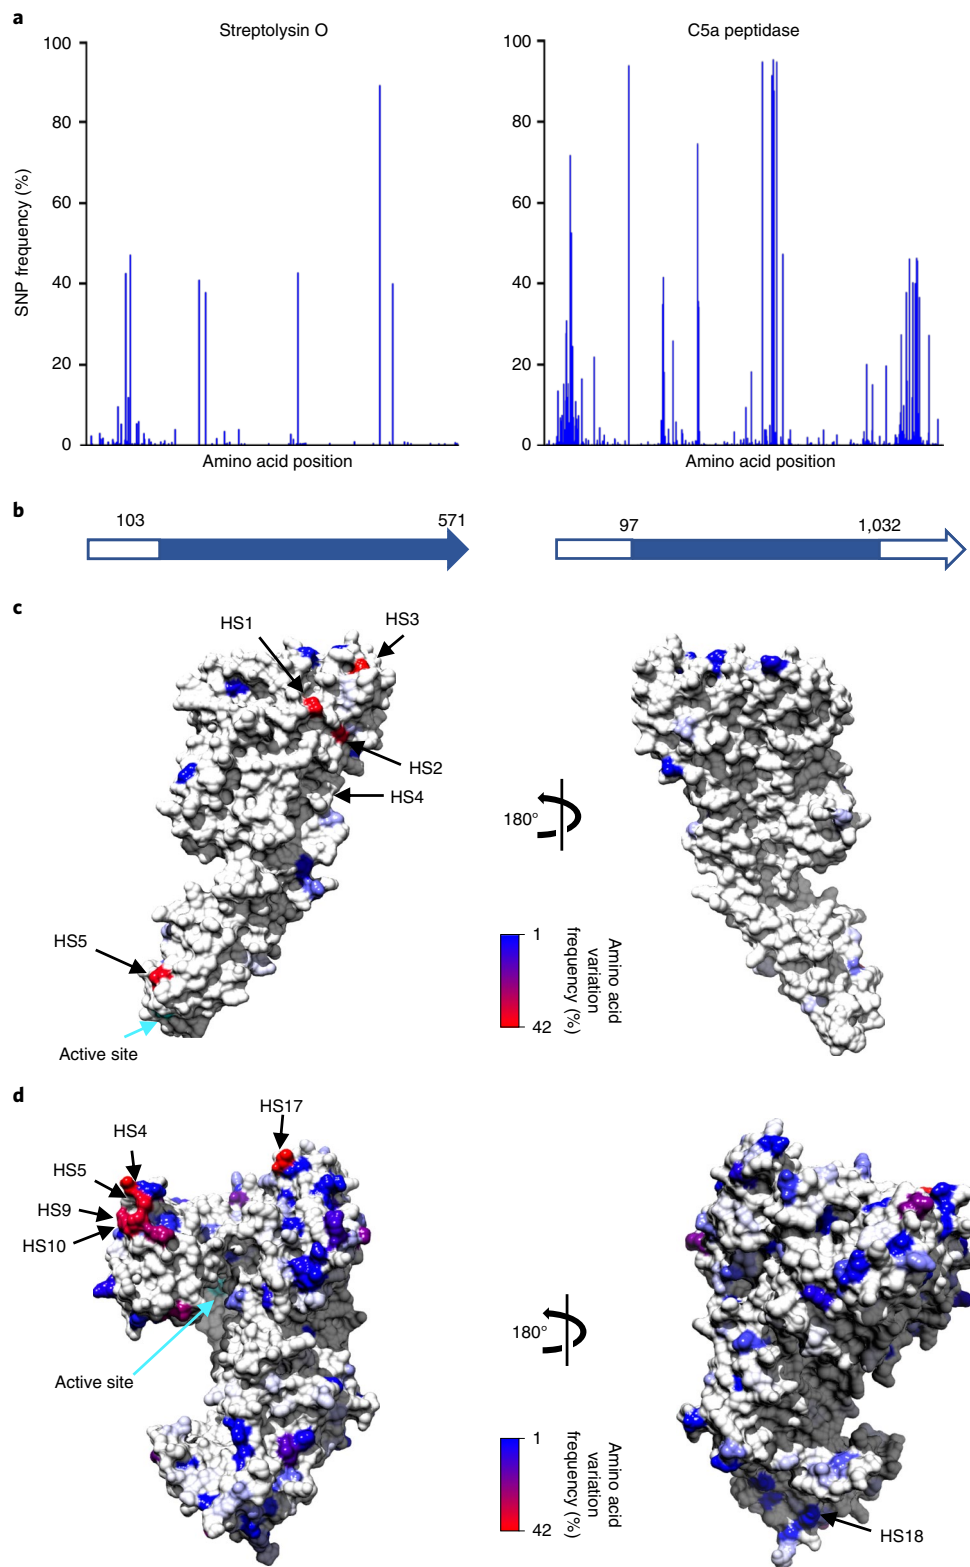 a
Streptolysin O
C5a peptidase
SNP frequency (%)
100
80
60
40
20
0
Amino acid position
100
80
60
40
20
0
Amino acid position
b
103
571
97
1,032
c
HS1
HS3
HS2
HS4
HS5
Active site
180°
1
42
Amino acid
variation
frequency (%)
d
HS17
HS4
HS5
HS9
HS10
Active site
180°
1
42
Amino acid
variation
frequency (%)
HS18